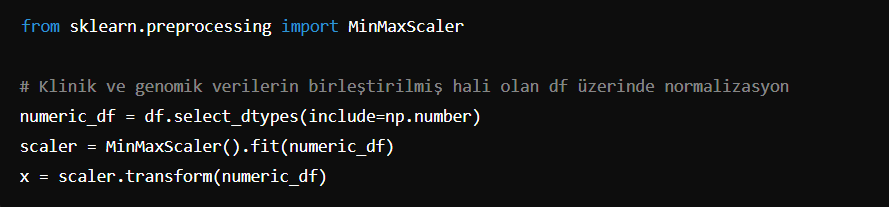 from sklearn.preprocessing import MinMaxScaler
# Klinik ve genomik verilerin birleştirilmiş hali olan df üzerinde normalizasyon
numeric_df = df.select_dtypes(include=np.number)
scaler = MinMaxScaler().fit(numeric_df)
x = scaler.transform(numeric_df)